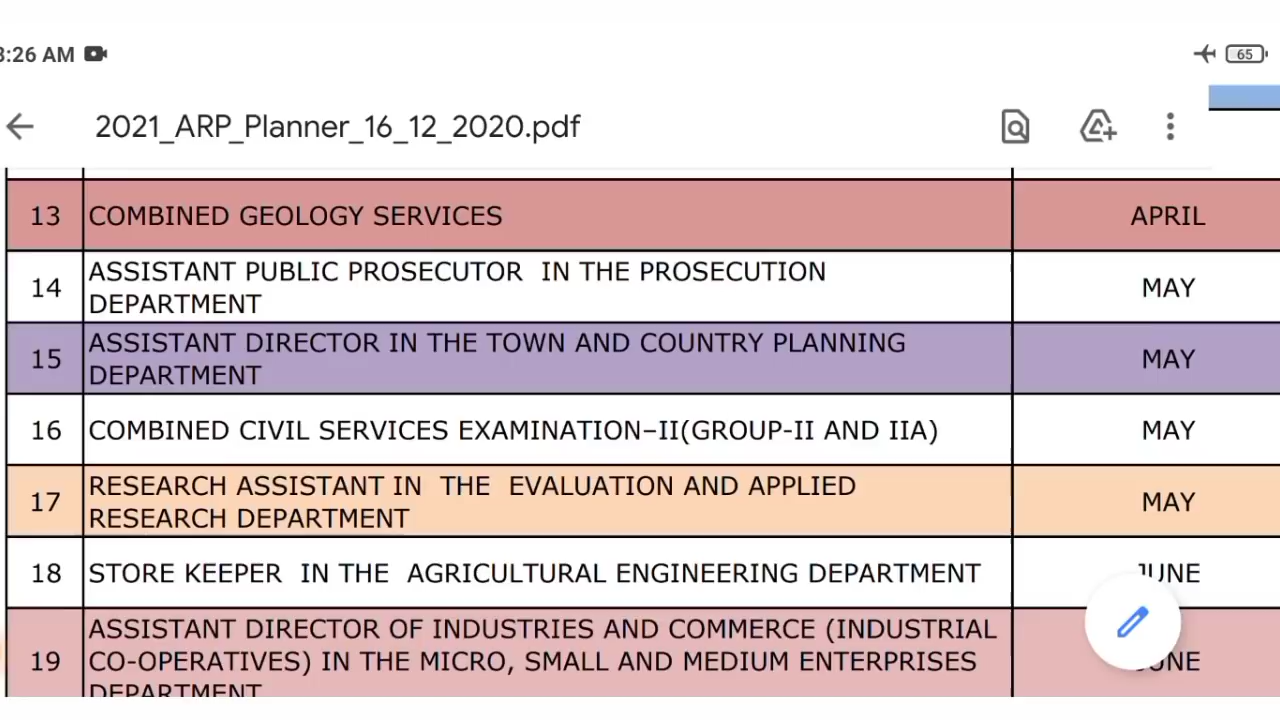 :26 AM
65
2021_ARP_Planner_16_12_2020.pdf
13 COMBINED GEOLOGY SERVICES APRIL
14 ASSISTANT PUBLIC PROSECUTOR IN THE PROSECUTION
DEPARTMENT MAY
15 ASSISTANT DIRECTOR IN THE TOWN AND COUNTRY PLANNING
DEPARTMENT MAY
16 COMBINED CIVIL SERVICES EXAMINATION–II(GROUP-II AND IIA) MAY
17 RESEARCH ASSISTANT IN THE EVALUATION AND APPLIED
RESEARCH DEPARTMENT MAY
18 STORE KEEPER IN THE AGRICULTURAL ENGINEERING DEPARTMENT JUNE
19 ASSISTANT DIRECTOR OF INDUSTRIES AND COMMERCE (INDUSTRIAL
CO-OPERATIVES) IN THE MICRO, SMALL AND MEDIUM ENTERPRISES JUNE
DEPARTMENT